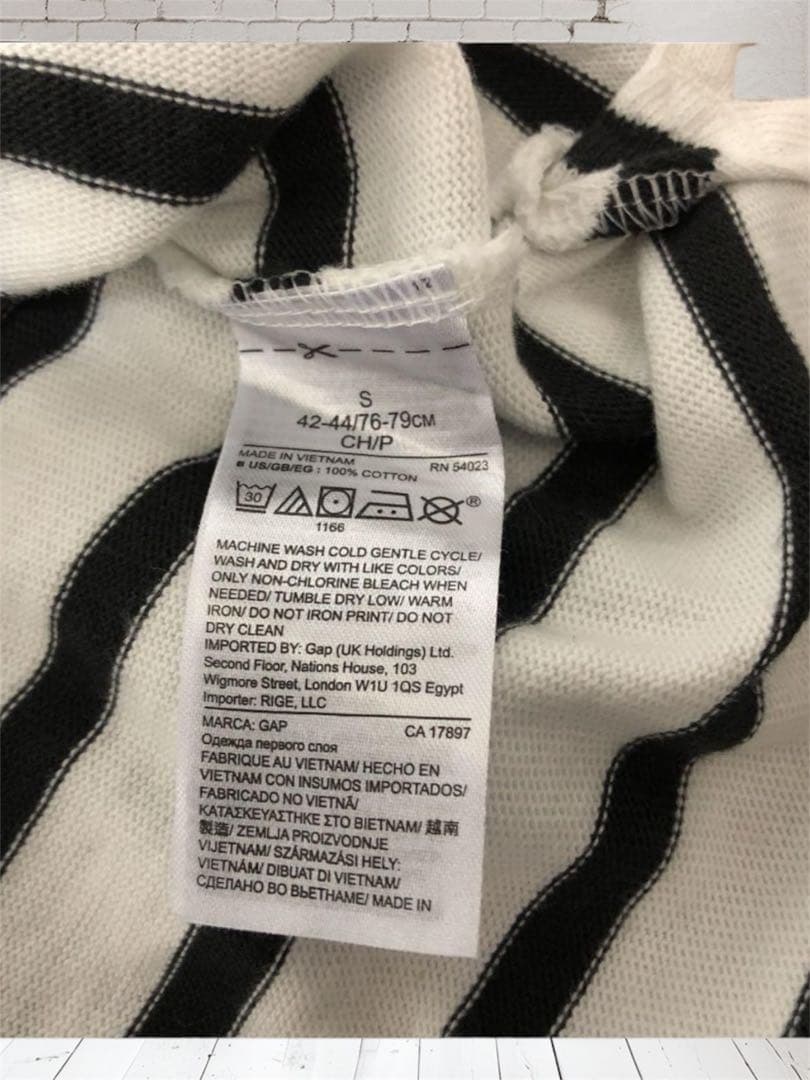 S
42-44/76-79CM
CH/P
MADE IN VIETNAM RN 54023
US/GB/EG : 100% COTTON
30 ®
1166
MACHINE WASH COLD GENTLE CYCLE/
WASH AND DRY WITH LIKE COLORS/
ONLY NON-CHLORINE BLEACH WHEN
NEEDED/ TUMBLE DRY LOW/ WARM
IRON/ DO NOT IRON PRINT/ DO NOT
DRY CLEAN
IMPORTED BY: Gap (UK Holdings) Ltd.
Second Floor, Nations House, 103
Wigmore Street, London W1U 1QS Egypt
Importer: RIGE, LLC
MARCA: GAP CA 17897
Одежда первого слоя
FABRIQUE AU VIETNAM/ HECHO EN
VIETNAM CON INSUMOS IMPORTADOS/
FABRICADO NO VIETNÃ/
ΚΑΤΑΣΚΕΥΑΣΤΗΚΕ ΣΤΟ ΒΙΕΤΝΑΜ/ 越南
製造/ ZEMLJA PROIZVODNJE
VIJETNAM/ SZÁRMAZÁSI HELY:
VIETNÁM/ DIBUAT DI VIETNAM/
СДЕЛАНО ВО ВЬЕТНАМЕ/ MADE IN